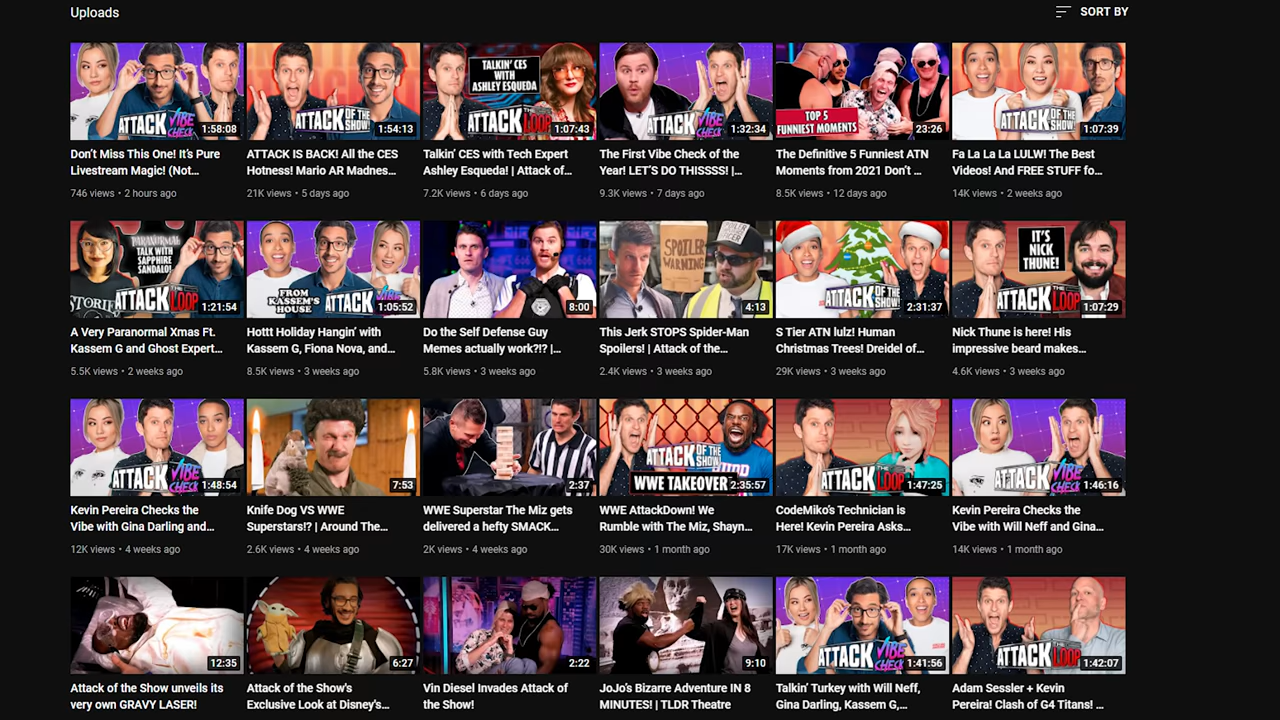 Uploads
SORT BY
ATTACK VIBE CHECK
1:58:08
ATTACK OF THE SHOW!
1:54:13
TALKIN' CES
WITH
ASHLEY ESQUEDA!
ATTACK THE LOOP
1:07:43
ATTACK VIBE CHECK
1:32:34
TOP 5
FUNNIEST MOMENTS
23:26
ATTACK OF THE SHOW!
1:07:39
Don't Miss This One! It's Pure
Livestream Magic! (Not...
746 views • 2 hours ago
ATTACK IS BACK! All the CES
Hotness! Mario AR Madnes...
21K views • 5 days ago
Talkin' CES with Tech Expert
Ashley Esqueda! | Attack of...
7.2K views • 6 days ago
The First Vibe Check of the
Year! LET'S DO THISSSS! |...
9.3K views • 7 days ago
The Definitive 5 Funniest ATN
Moments from 2021 Don't ...
8.5K views • 12 days ago
Fa La La La LULW! The Best
Videos! And FREE STUFF fo...
14K views • 2 weeks ago
PARANORMAL
TALK WITH
SAPPHIRE
SANDALO!
STORIE
ATTACK THE LOOP
1:21:54
FROM
KASSEM'S
HOUSE
ATTACK VIBE
1:05:52
8:00
SPOILER
WARNING
4:13
ATTACK OF THE SHOW!
2:31:37
IT'S
NICK
THUNE!
ATTACK THE LOOP
1:07:29
A Very Paranormal Xmas Ft.
Kassem G and Ghost Expert...
5.5K views • 2 weeks ago
Hottt Holiday Hangin' with
Kassem G, Fiona Nova, and...
8.5K views • 3 weeks ago
Do the Self Defense Guy
Memes actually work?!? |...
5.8K views • 3 weeks ago
This Jerk STOPS Spider-Man
Spoilers! | Attack of the...
2.4K views • 3 weeks ago
S Tier ATN lulz! Human
Christmas Trees! Dreidel of...
29K views • 3 weeks ago
Nick Thune is here! His
impressive beard makes...
4.6K views • 3 weeks ago
ATTACK VIBE CHECK
1:48:54
7:53
2:37
ATTACK OF THE SHOW!
WWE TAKEOVER
2:35:57
ATTACK THE LOOP
1:47:25
ATTACK VIBE CHECK
1:46:16
Kevin Pereira Checks the
Vibe with Gina Darling and...
12K views • 4 weeks ago
Knife Dog VS WWE
Superstars!? | Around The...
2.6K views • 4 weeks ago
WWE Superstar The Miz gets
delivered a hefty SMACK...
2K views • 4 weeks ago
WWE AttackDown! We
Rumble with The Miz, Shayn...
30K views • 1 month ago
CodeMiko's Technician is
Here! Kevin Pereira Asks...
17K views • 1 month ago
Kevin Pereira Checks the
Vibe with Will Neff and Gina...
14K views • 1 month ago
12:35
6:27
2:22
9:10
ATTACK VIBE CHECK
1:41:56
ATTACK THE LOOP
1:42:07
Attack of the Show unveils its
very own GRAVY LASER!
Attack of the Show's
Exclusive Look at Disney's...
Vin Diesel Invades Attack of
the Show!
JoJo's Bizarre Adventure IN 8
MINUTES! | TLDR Theatre
Talkin' Turkey with Will Neff,
Gina Darling, Kassem G,...
Adam Sessler + Kevin
Pereira! Clash of G4 Titans! ...